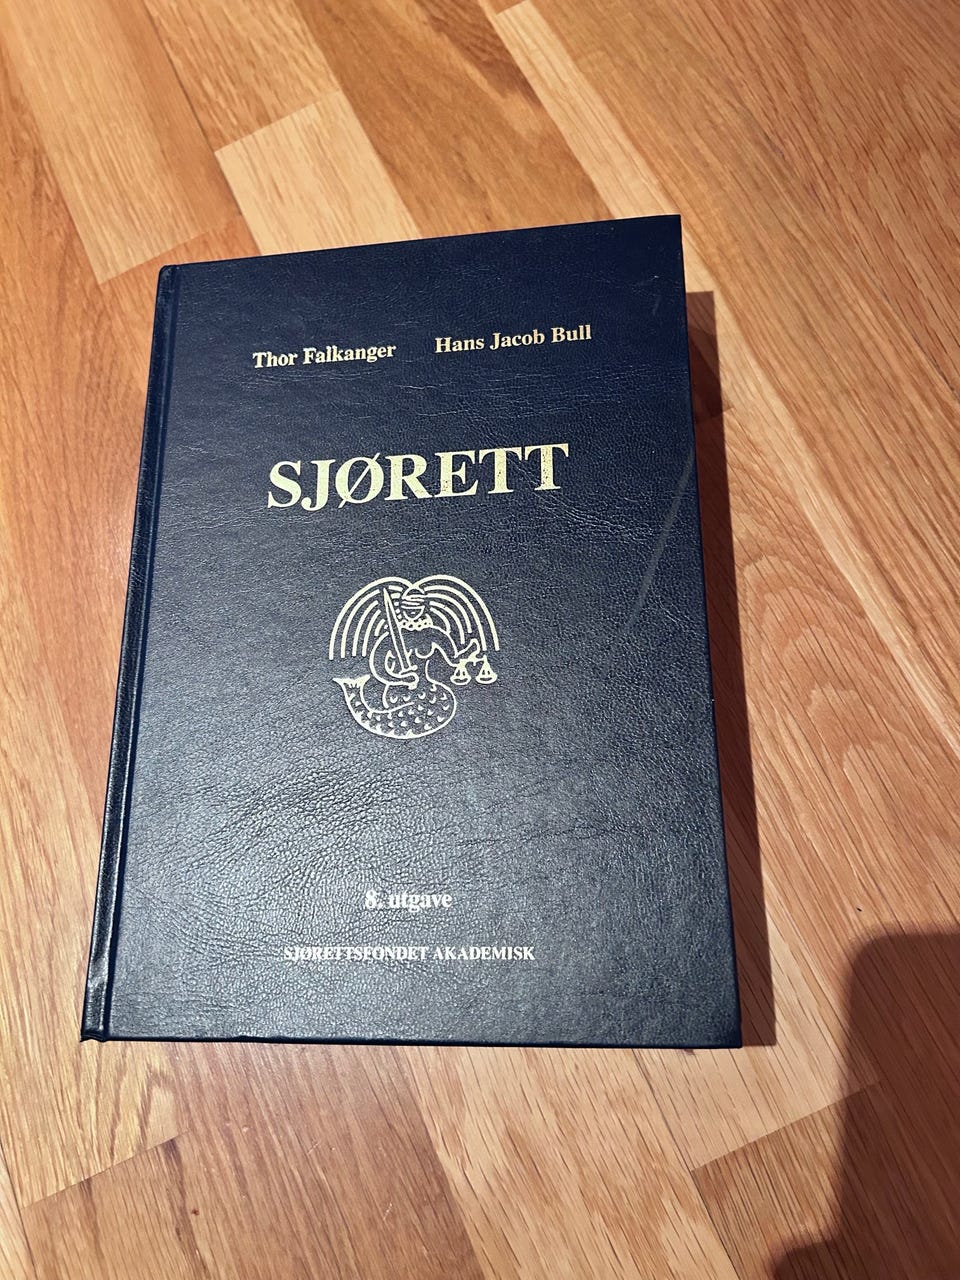 Thor Falkanger Hans Jacob Bull
SJØRETT
8. utgave
SJØRETTSFONDET AKADEMISK